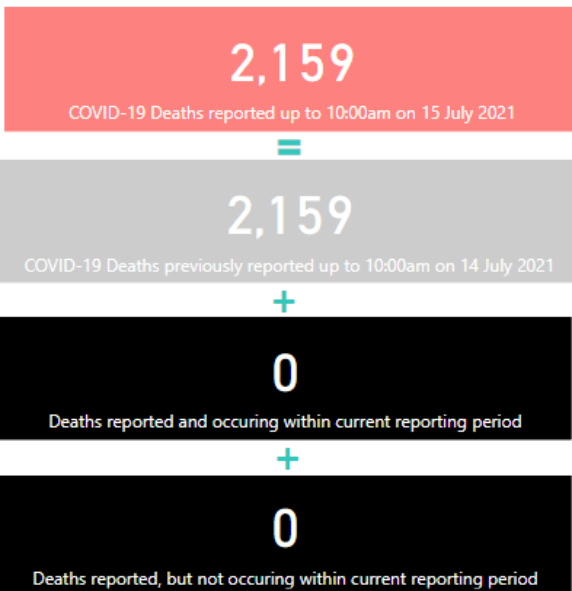 2,159
COVID-19 Deaths reported up to 10:00am on 15 July 2021
=
2,159
COVID-19 Deaths previously reported up to 10:00am on 14 July 2021
+
0
Deaths reported and occuring within current reporting period
+
0
Deaths reported, but not occuring within current reporting period